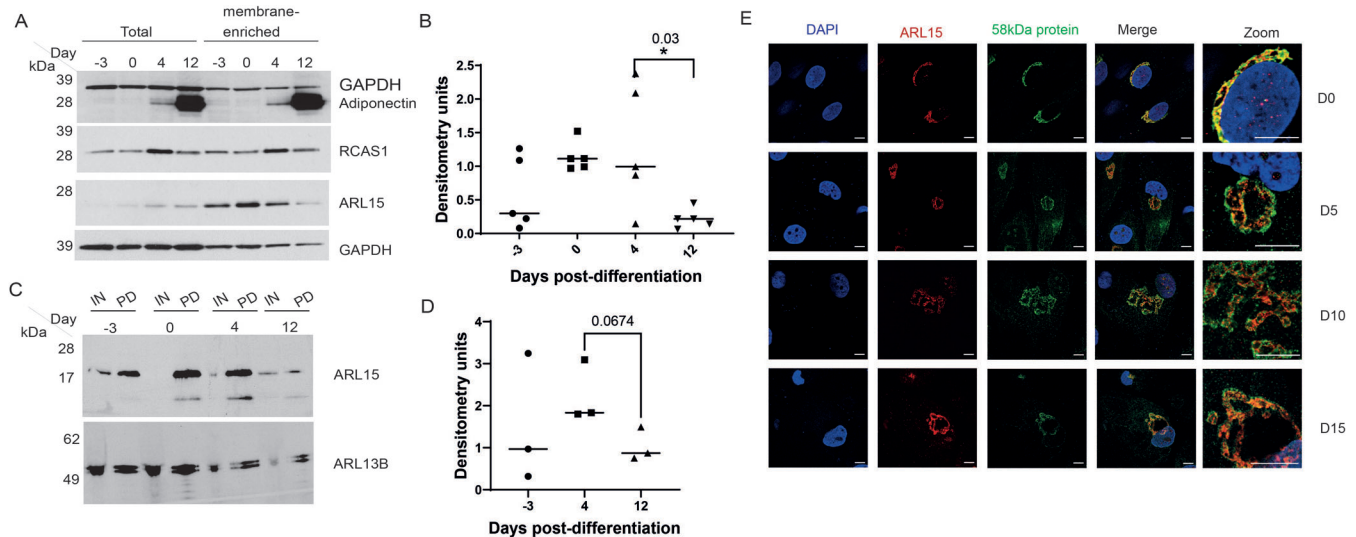 A
Total
membrane-
enriched
Day
kDa
-3 0 4 12 -3 0 4 12
39
28
GAPDH
Adiponectin
39
28
RCAS1
28
ARL15
39
GAPDH
B
0.03
*
2.5
2.0
1.5
1.0
0.5
0.0
Densitometry units
-3 0 4 12
Days post-differentiation
C
IN PD IN PD IN PD IN PD
Day
kDa
-3 0 4 12
28
17
ARL15
62
49
ARL13B
D
0.0674
4
3
2
1
0
Densitometry units
-3 4 12
Days post-differentiation
E
DAPI ARL15 58kDa protein Merge Zoom
D0
D5
D10
D15